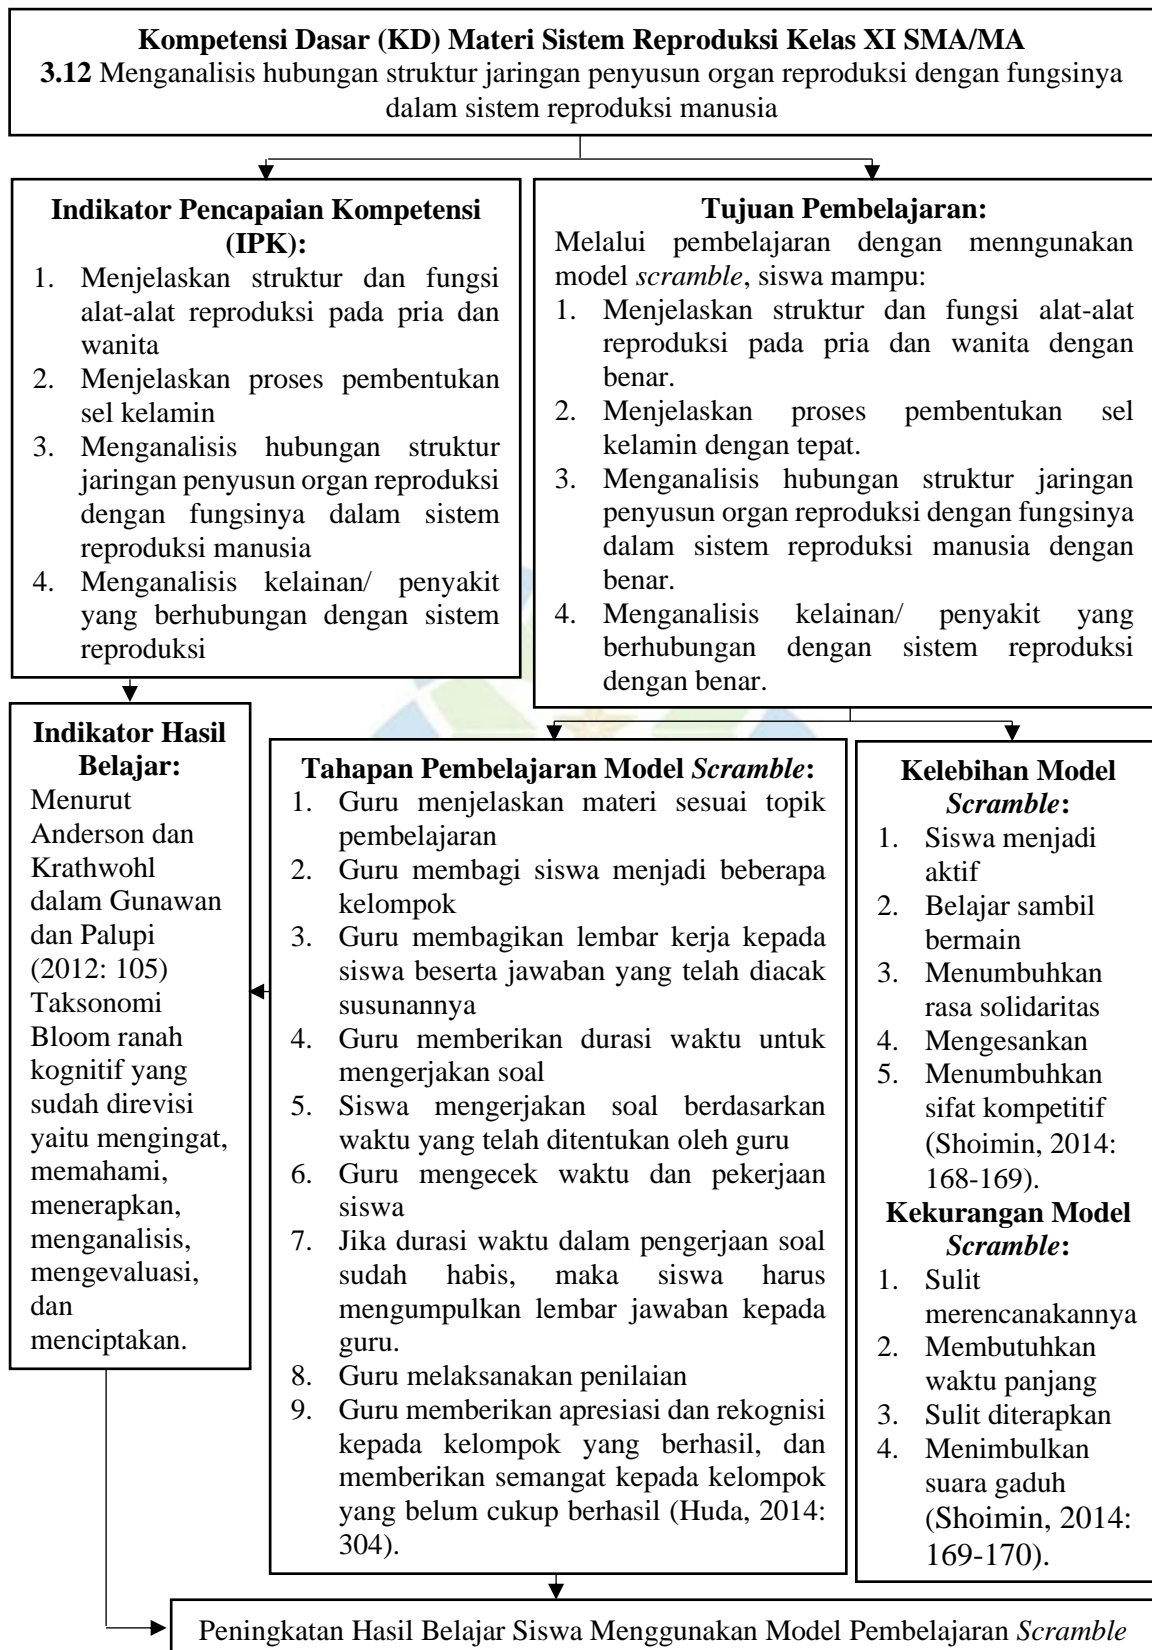 Kompetensi Dasar (KD) Materi Sistem Reproduksi Kelas XI SMA/MA
3.12 Menganalisis hubungan struktur jaringan penyusun organ reproduksi dengan fungsinya
dalam sistem reproduksi manusia
Indikator Pencapaian Kompetensi
(IPK):
1. Menjelaskan struktur dan fungsi
alat-alat reproduksi pada pria dan
wanita
2. Menjelaskan proses pembentukan
sel kelamin
3. Menganalisis hubungan struktur
jaringan penyusun organ reproduksi
dengan fungsinya dalam sistem
reproduksi manusia
4. Menganalisis kelainan/ penyakit
yang berhubungan dengan sistem
reproduksi
Tujuan Pembelajaran:
Melalui pembelajaran dengan menngunakan
model scramble, siswa mampu:
1. Menjelaskan struktur dan fungsi alat-alat
reproduksi pada pria dan wanita dengan
benar.
2. Menjelaskan proses pembentukan sel
kelamin dengan tepat.
3. Menganalisis hubungan struktur jaringan
penyusun organ reproduksi dengan fungsinya
dalam sistem reproduksi manusia dengan
benar.
4. Menganalisis kelainan/ penyakit yang
berhubungan dengan sistem reproduksi
dengan benar.
Indikator Hasil
Belajar:
Menurut
Anderson dan
Krathwohl
dalam Gunawan
dan Palupi
(2012: 105)
Taksonomi
Bloom ranah
kognitif yang
sudah direvisi
yaitu mengingat,
memahami,
menerapkan,
menganalisis,
mengevaluasi,
dan
menciptakan.
Tahapan Pembelajaran Model Scramble:
1. Guru menjelaskan materi sesuai topik
pembelajaran
2. Guru membagi siswa menjadi beberapa
kelompok
3. Guru membagikan lembar kerja kepada
siswa beserta jawaban yang telah diacak
susunannya
4. Guru memberikan durasi waktu untuk
mengerjakan soal
5. Siswa mengerjakan soal berdasarkan
waktu yang telah ditentukan oleh guru
6. Guru mengecek waktu dan pekerjaan
siswa
7. Jika durasi waktu dalam pengerjaan soal
sudah habis, maka siswa harus
mengumpulkan lembar jawaban kepada
guru.
8. Guru melaksanakan penilaian
9. Guru memberikan apresiasi dan rekognisi
kepada kelompok yang berhasil, dan
memberikan semangat kepada kelompok
yang belum cukup berhasil (Huda, 2014:
304).
Kelebihan Model
Scramble:
1. Siswa menjadi
aktif
2. Belajar sambil
bermain
3. Menumbuhkan
rasa solidaritas
4. Mengesankan
5. Menumbuhkan
sifat kompetitif
(Shoimin, 2014:
168-169).
Kekurangan Model
Scramble:
1. Sulit
merencanakannya
2. Membutuhkan
waktu panjang
3. Sulit diterapkan
4. Menimbulkan
suara gaduh
(Shoimin, 2014:
169-170).
Peningkatan Hasil Belajar Siswa Menggunakan Model Pembelajaran Scramble